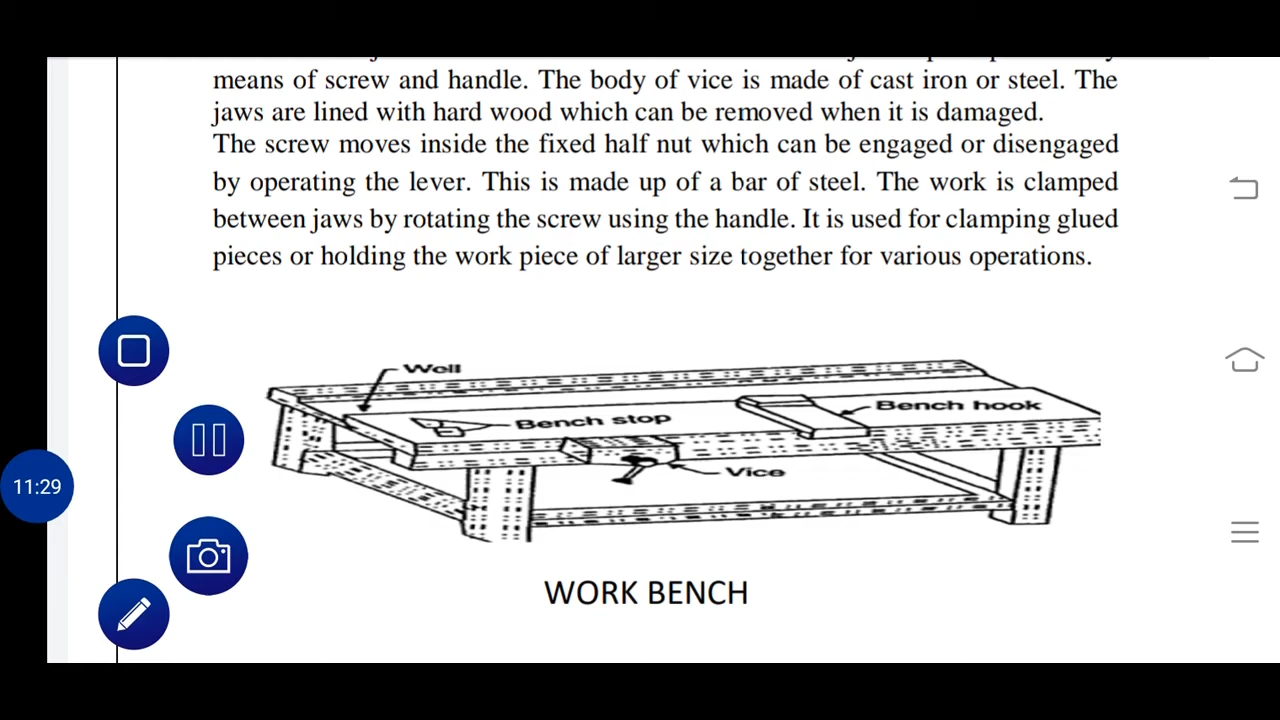 means of screw and handle. The body of vice is made of cast iron or steel. The
jaws are lined with hard wood which can be removed when it is damaged.
The screw moves inside the fixed half nut which can be engaged or disengaged
by operating the lever. This is made up of a bar of steel. The work is clamped
between jaws by rotating the screw using the handle. It is used for clamping glued
pieces or holding the work piece of larger size together for various operations.
Well
Bench hook
Bench stop
Vice
11:29
WORK BENCH